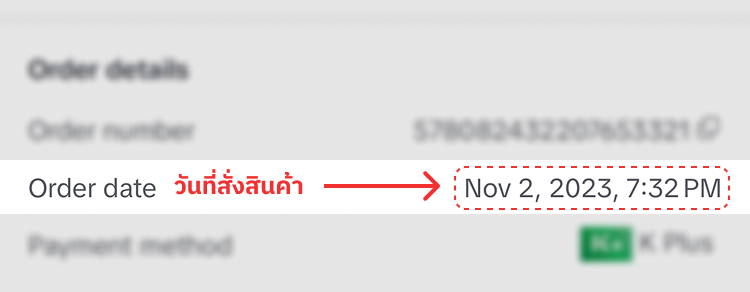 Order details
Order number 578082432207653321
Order date วันที่สั่งสินค้า Nov 2, 2023, 7:32 PM
Payment method K+ K Plus